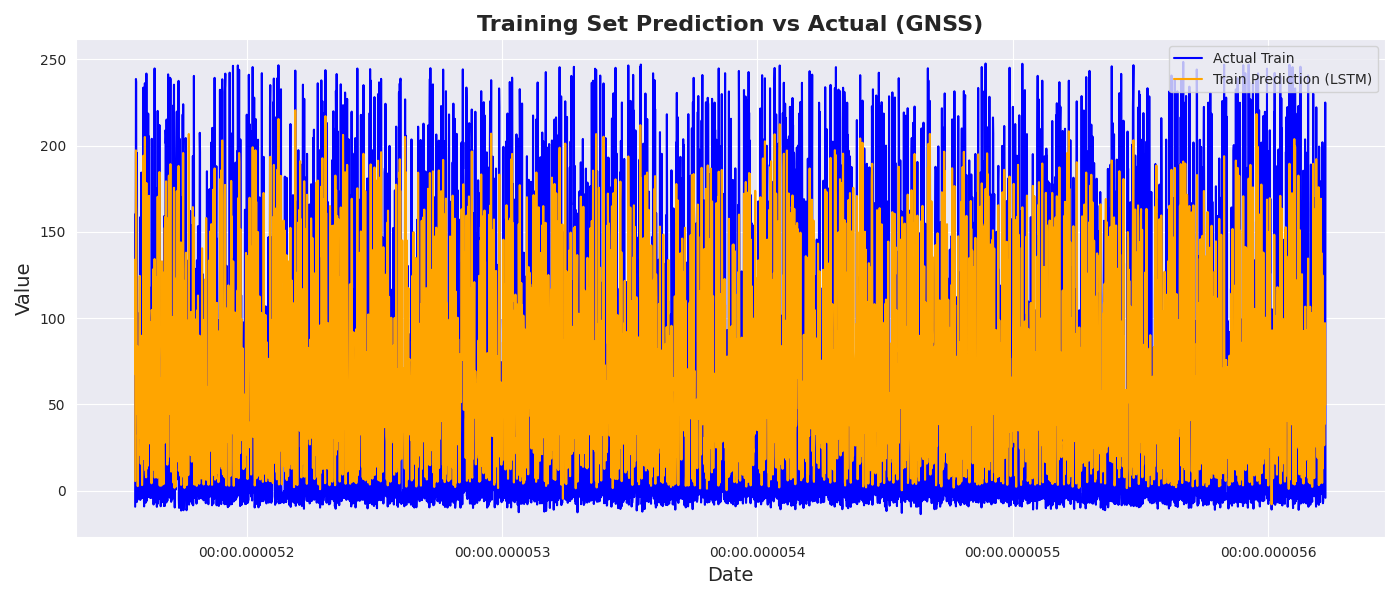 Training Set Prediction vs Actual (GNSS)
Actual Train
Train Prediction (LSTM)
Value
250
200
150
100
50
0
00:00.000052
00:00.000053
00:00.000054
00:00.000055
00:00.000056
Date